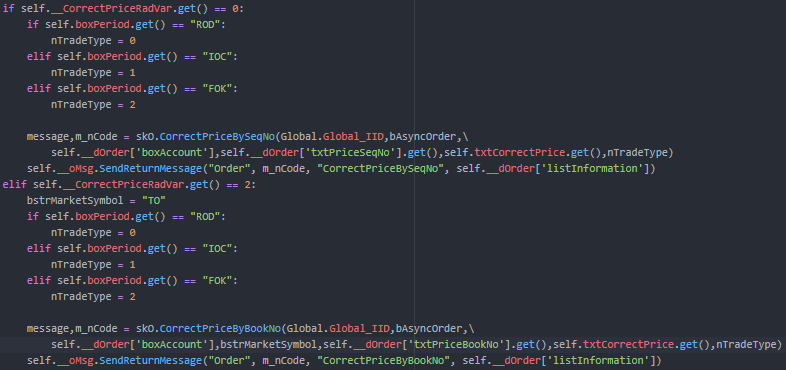 if self.__CorrectPriceRadVar.get() == 0:
    if self.boxPeriod.get() == "ROD":
        nTradeType = 0
    elif self.boxPeriod.get() == "IOC":
        nTradeType = 1
    elif self.boxPeriod.get() == "FOK":
        nTradeType = 2

    message,m_nCode = skO.CorrectPriceBySeqNo(Global.Global_IID,bAsyncOrder,\
        self.__dOrder['boxAccount'],self.__dOrder['txtPriceSeqNo'].get(),self.txtCorrectPrice.get(),nTradeType)
    self.__oMsg.SendReturnMessage("Order", m_nCode, "CorrectPriceBySeqNo", self.__dOrder['listInformation'])
elif self.__CorrectPriceRadVar.get() == 2:
    bstrMarketSymbol = "TO"
    if self.boxPeriod.get() == "ROD":
        nTradeType = 0
    elif self.boxPeriod.get() == "IOC":
        nTradeType = 1
    elif self.boxPeriod.get() == "FOK":
        nTradeType = 2

    message,m_nCode = skO.CorrectPriceByBookNo(Global.Global_IID,bAsyncOrder,\
        self.__dOrder['boxAccount'],bstrMarketSymbol,self.__dOrder['txtPriceBookNo'].get(),self.txtCorrectPrice.get(),nTradeType)
    self.__oMsg.SendReturnMessage("Order", m_nCode, "CorrectPriceByBookNo", self.__dOrder['listInformation'])